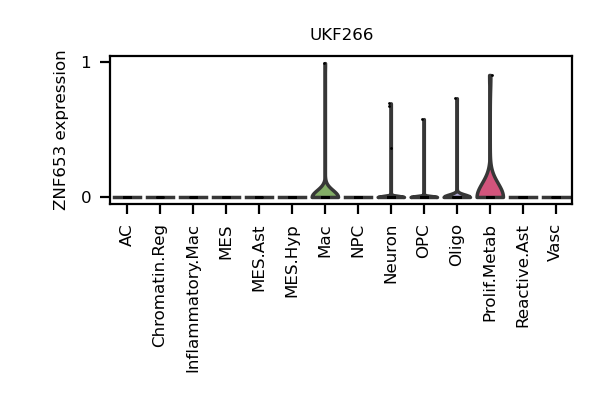 UKF266
ZNF653 expression
1
0
AC
Chromatin.Reg
Inflammatory.Mac
MES
MES.Ast
MES.Hyp
Mac
NPC
Neuron
OPC
Oligo
Prolif.Metab
Reactive.Ast
Vasc